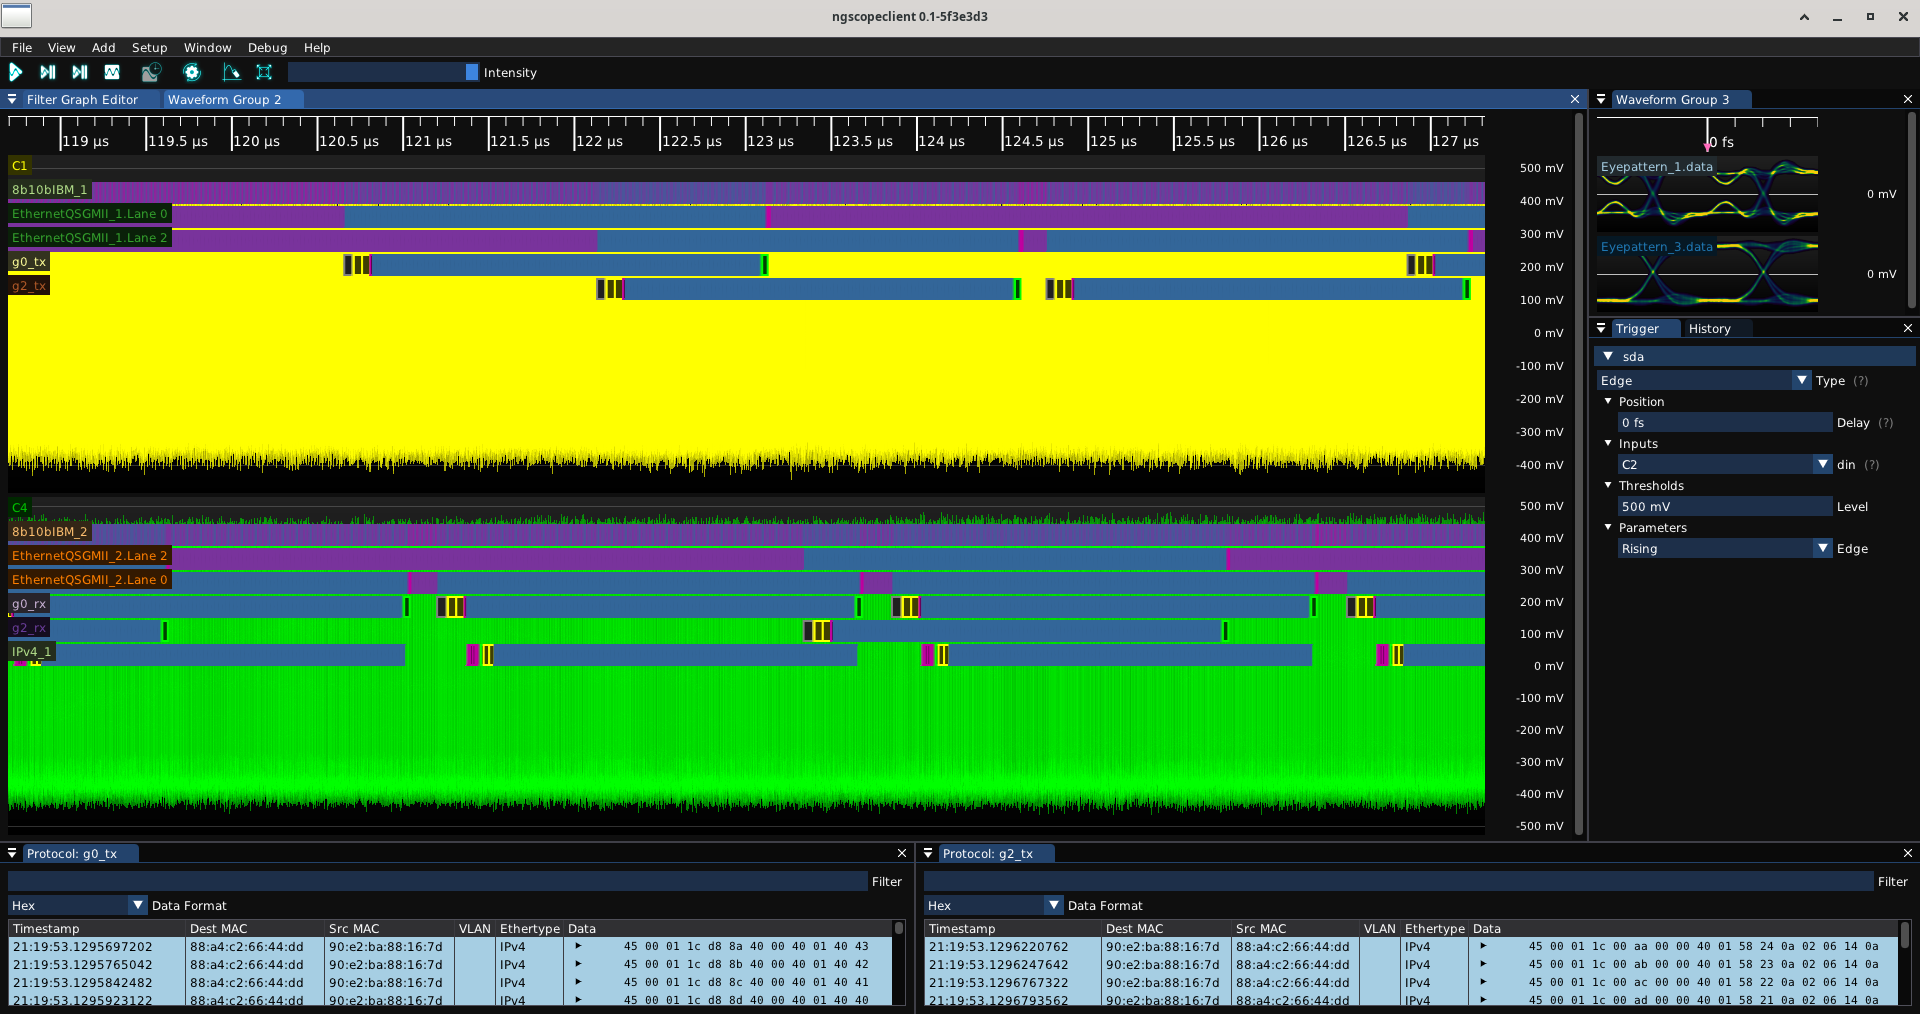 ngscopeclient 0.1-5f3e3d3
File View Add Setup Window Debug Help
Intensity
Filter Graph Editor Waveform Group 2
119 µs 119.5 µs 120 µs 120.5 µs 121 µs 121.5 µs 122 µs 122.5 µs 123 µs 123.5 µs 124 µs 124.5 µs 125 µs 125.5 µs 126 µs 126.5 µs 127 µs
C1
500 mV
8b10bIBM_1
400 mV
EthernetQSGMII_1.Lane 0
300 mV
EthernetQSGMII_1.Lane 2
g0_tx
200 mV
g2_tx
100 mV
0 mV
-100 mV
-200 mV
-300 mV
-400 mV
C4
500 mV
8b10bIBM_2
400 mV
EthernetQSGMII_2.Lane 2
300 mV
EthernetQSGMII_2.Lane 0
g0_rx
200 mV
g2_rx
100 mV
IPv4_1
0 mV
-100 mV
-200 mV
-300 mV
-400 mV
-500 mV
Waveform Group 3
0 fs
Eyepattern_1.data
0 mV
Eyepattern_3.data
0 mV
Trigger History
sda
Edge Type (?)
Position
0 fs Delay (?)
Inputs
C2 din (?)
Thresholds
500 mV Level
Parameters
Rising Edge
Protocol: g0_tx
Filter
Hex Data Format
Timestamp Dest MAC Src MAC VLAN Ethertype Data
21:19:53.1295697202 88:a4:c2:66:44:dd 90:e2:ba:88:16:7d IPv4 45 00 01 1c d8 8a 40 00 40 01 40 43
21:19:53.1295765042 88:a4:c2:66:44:dd 90:e2:ba:88:16:7d IPv4 45 00 01 1c d8 8b 40 00 40 01 40 42
21:19:53.1295842482 88:a4:c2:66:44:dd 90:e2:ba:88:16:7d IPv4 45 00 01 1c d8 8c 40 00 40 01 40 41
21:19:53.1295923122 88:a4:c2:66:44:dd 90:e2:ba:88:16:7d IPv4 45 00 01 1c d8 8d 40 00 40 01 40 40
Protocol: g2_tx
Filter
Hex Data Format
Timestamp Dest MAC Src MAC VLAN Ethertype Data
21:19:53.1296220762 90:e2:ba:88:16:7d 88:a4:c2:66:44:dd IPv4 45 00 01 1c 00 aa 00 00 40 01 58 24 0a 02 06 14 0a
21:19:53.1296247642 90:e2:ba:88:16:7d 88:a4:c2:66:44:dd IPv4 45 00 01 1c 00 ab 00 00 40 01 58 23 0a 02 06 14 0a
21:19:53.1296767322 90:e2:ba:88:16:7d 88:a4:c2:66:44:dd IPv4 45 00 01 1c 00 ac 00 00 40 01 58 22 0a 02 06 14 0a
21:19:53.1296793562 90:e2:ba:88:16:7d 88:a4:c2:66:44:dd IPv4 45 00 01 1c 00 ad 00 00 40 01 58 21 0a 02 06 14 0a